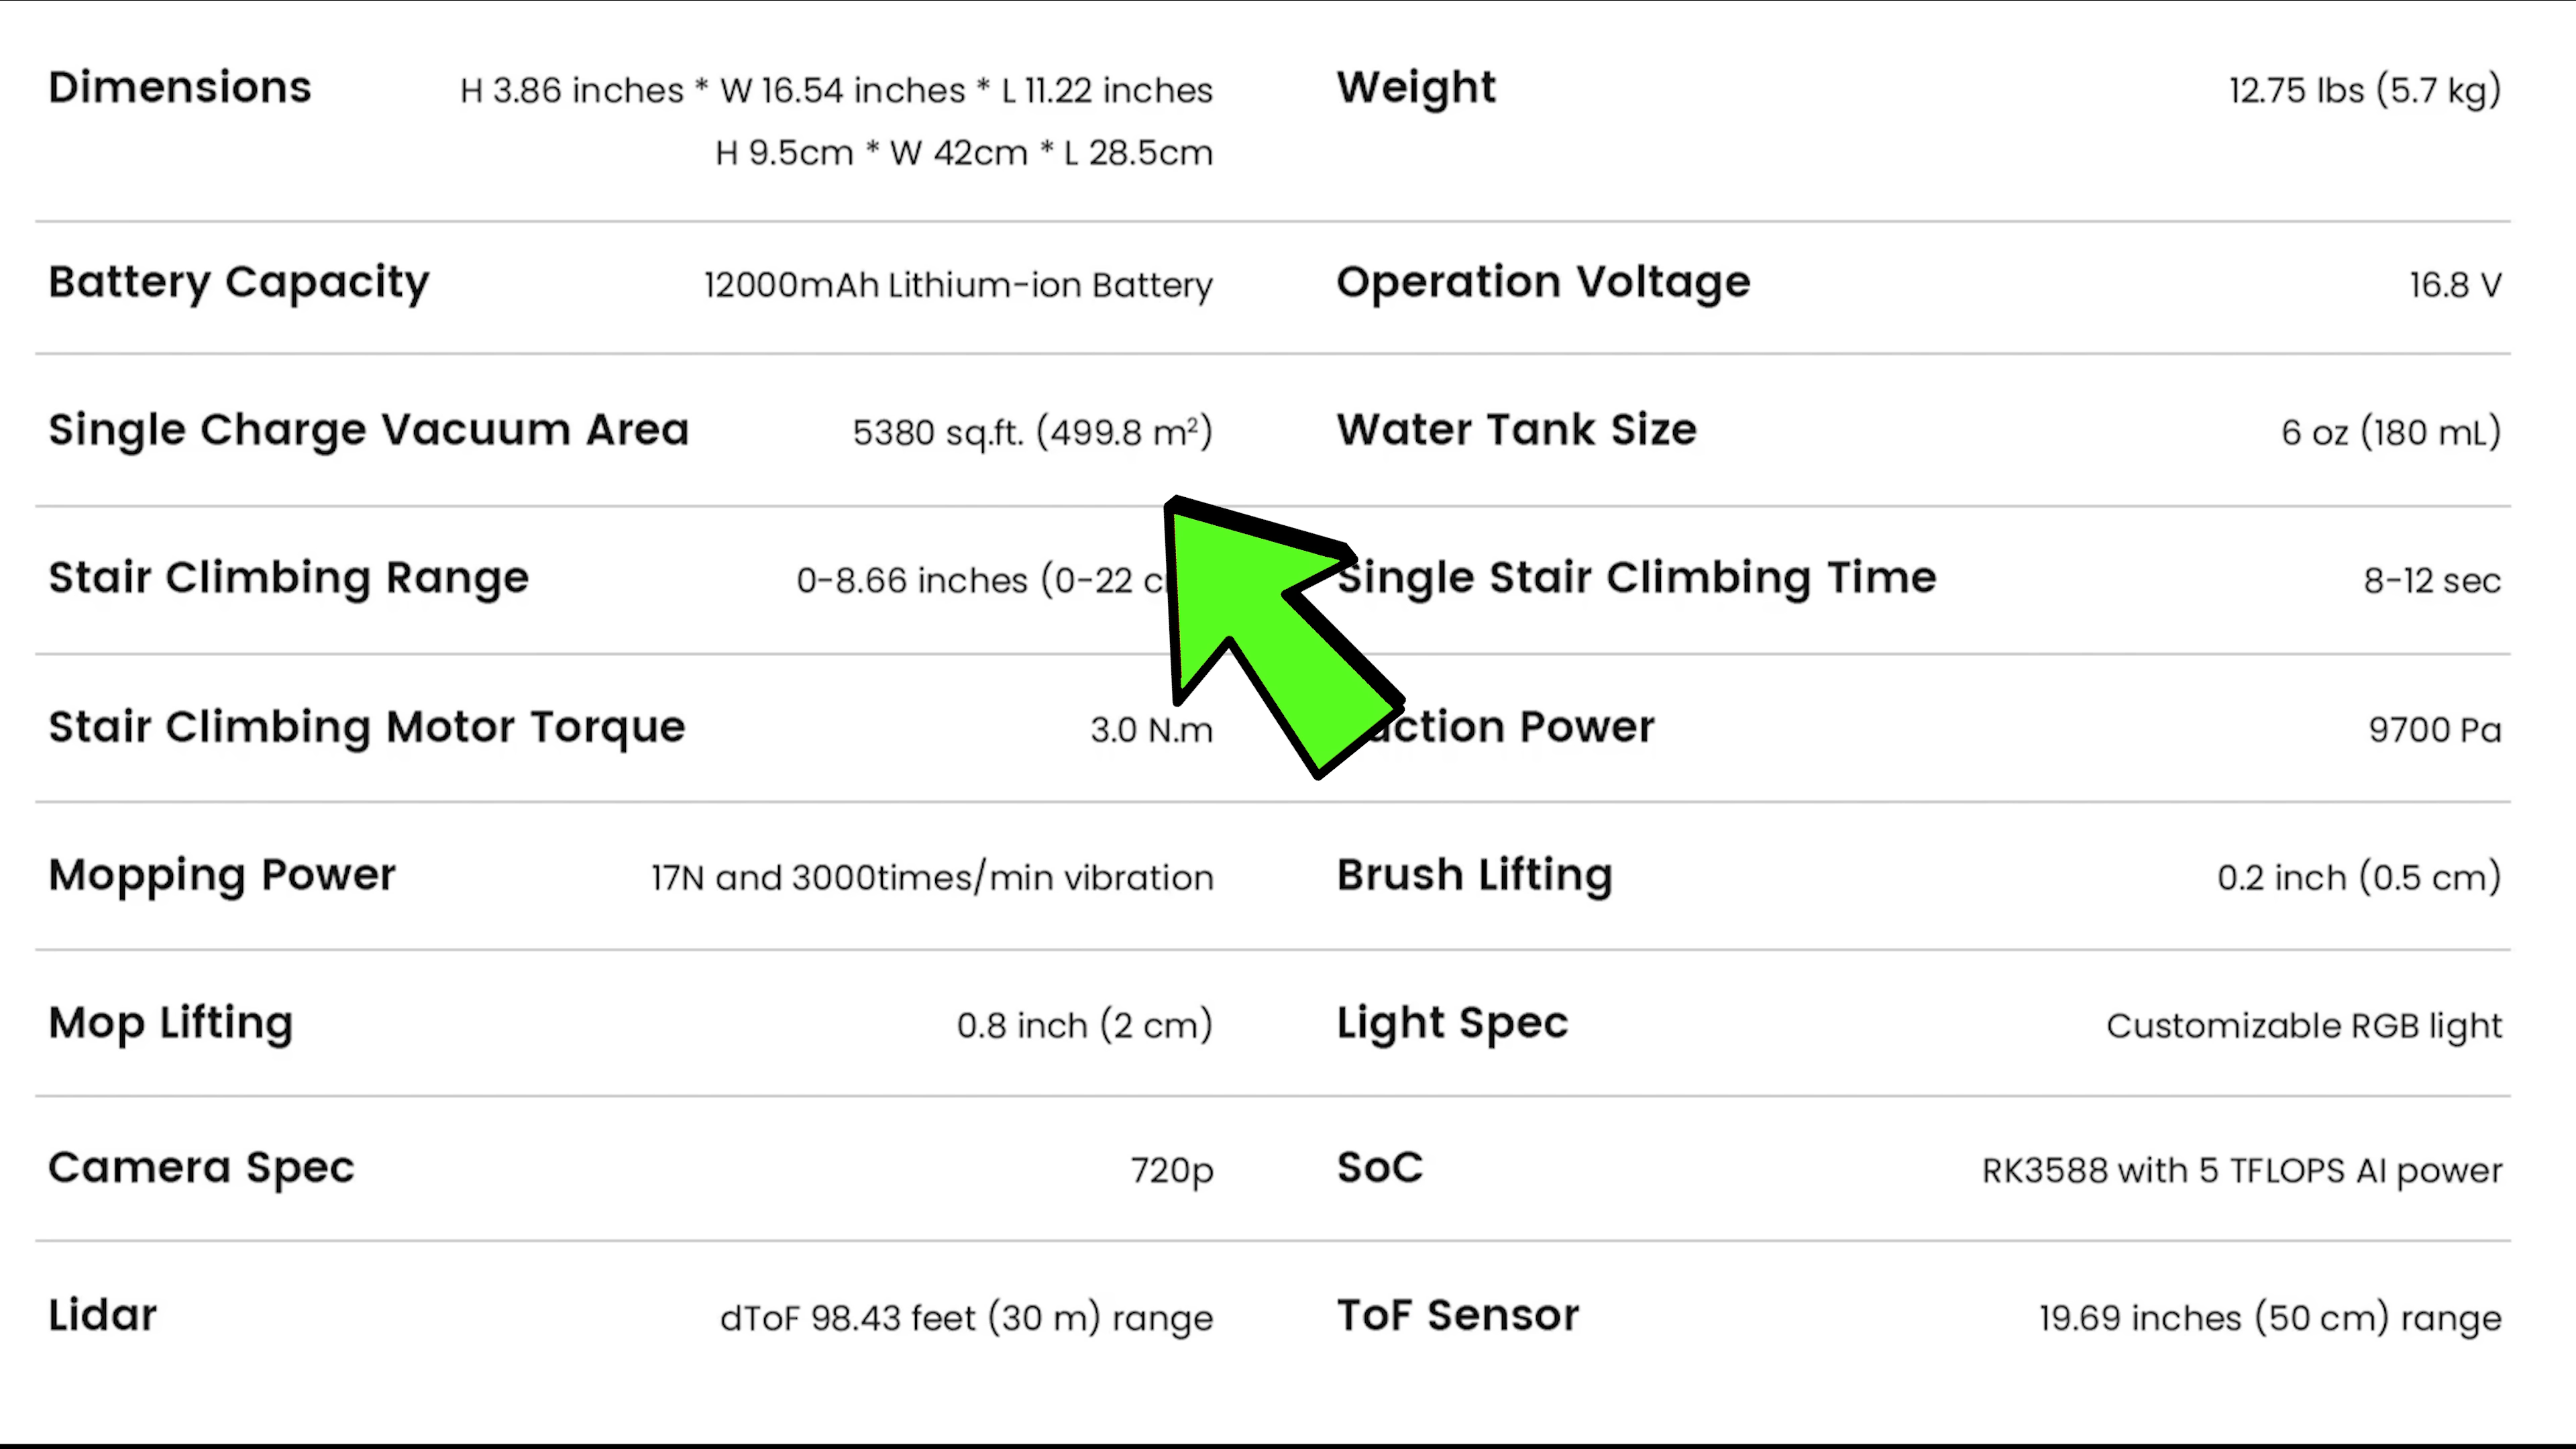 Dimensions H 3.86 inches * W 16.54 inches * L 11.22 inches Weight 12.75 lbs (5.7 kg)
H 9.5cm * W 42cm * L 28.5cm
Battery Capacity 12000mAh Lithium-ion Battery Operation Voltage 16.8 V
Single Charge Vacuum Area 5380 sq.ft. (499.8 m²) Water Tank Size 6 oz (180 mL)
Stair Climbing Range 0-8.66 inches (0-22 Single Stair Climbing Time 8-12 sec
Stair Climbing Motor Torque 3.0 N.m Power 9700 Pa
Mopping Power 17N and 3000times/min vibration Brush Lifting 0.2 inch (0.5 cm)
Mop Lifting 0.8 inch (2 cm) Light Spec Customizable RGB light
Camera Spec 720p SoC RK3588 with 5 TFLOPS AI power
Lidar dToF 98.43 feet (30 m) range ToF Sensor 19.69 inches (50 cm) range